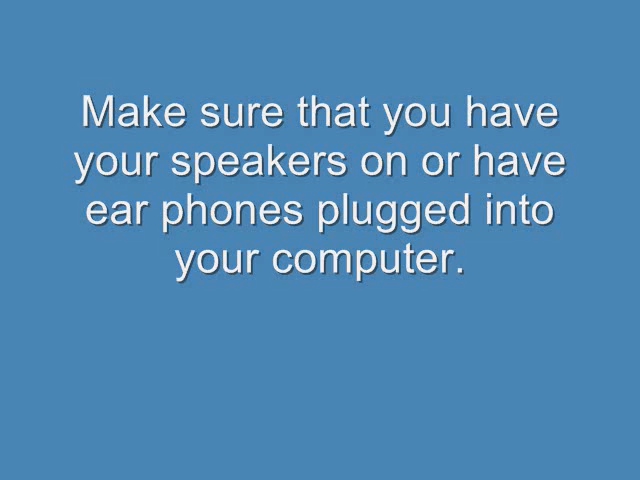 Make sure that you have
your speakers on or have
ear phones plugged into
your computer.